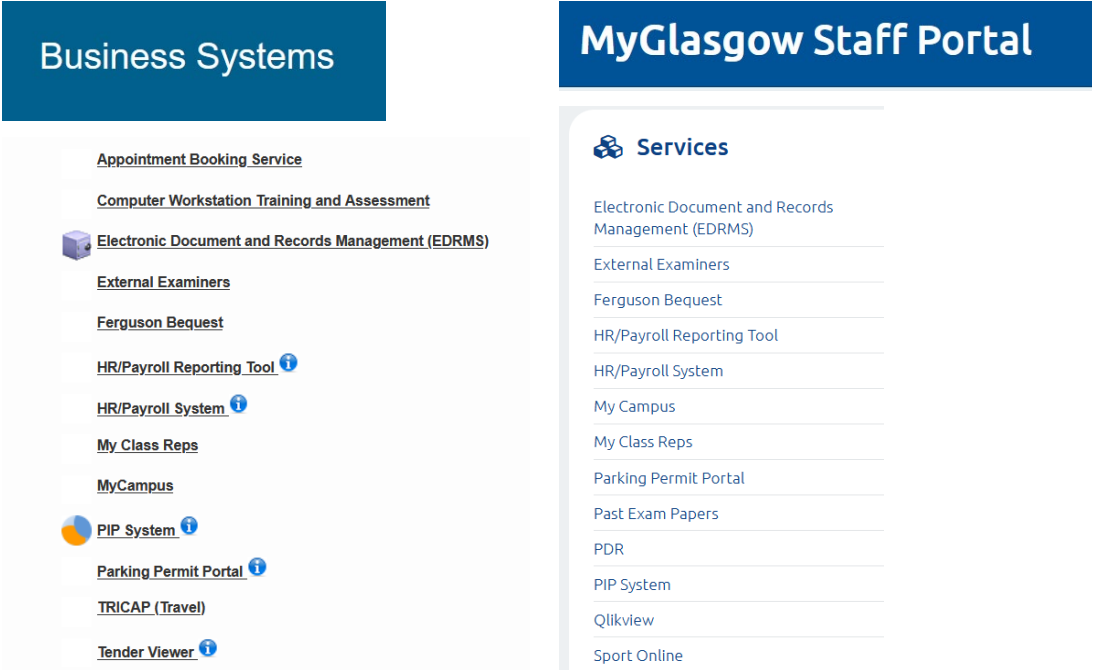 Business Systems
Appointment Booking Service
Computer Workstation Training and Assessment
Electronic Document and Records Management (EDRMS)
External Examiners
Ferguson Bequest
HR/Payroll Reporting Tool
HR/Payroll System
My Class Reps
MyCampus
PIP System
Parking Permit Portal
TRICAP (Travel)
Tender Viewer
MyGlasgow Staff Portal
Services
Electronic Document and Records
Management (EDRMS)
External Examiners
Ferguson Bequest
HR/Payroll Reporting Tool
HR/Payroll System
My Campus
My Class Reps
Parking Permit Portal
Past Exam Papers
PDR
PIP System
Qlikview
Sport Online